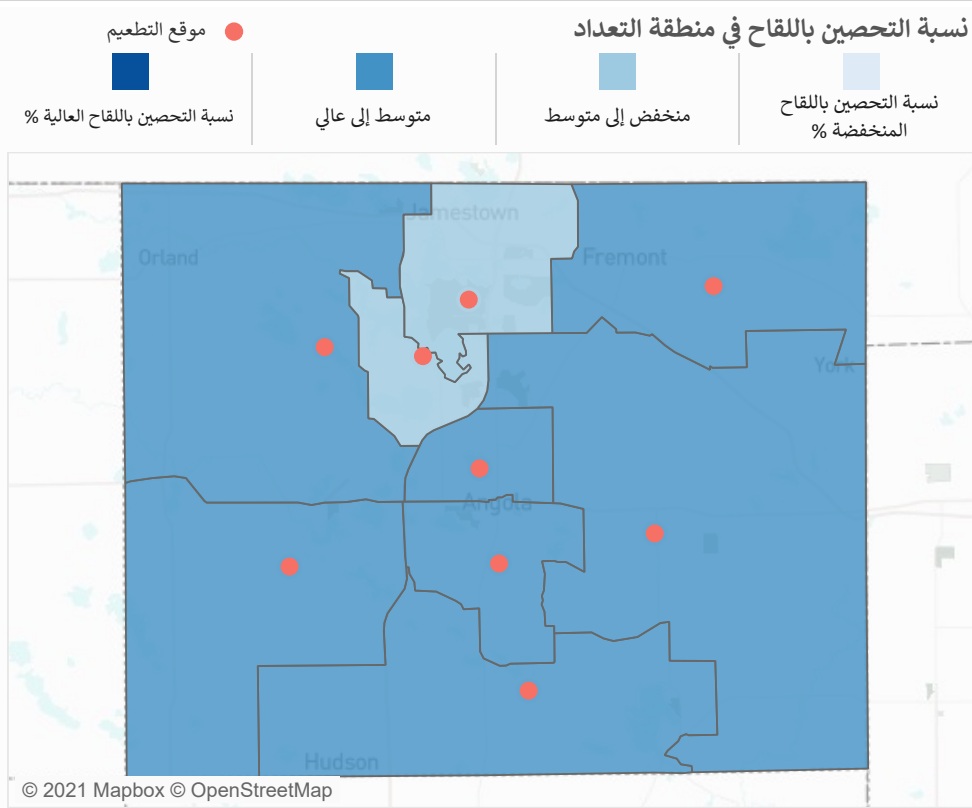 نسبة التحصين باللقاح في منطقة التعداد
موقع التطعيم
نسبة التحصين باللقاح
المنخفضة %
منخفض إلى متوسط
متوسط إلى عالي
نسبة التحصين باللقاح العالية %
Jamestown
Orland
Fremont
York
Angola
Hudson
© 2021 Mapbox © OpenStreetMap